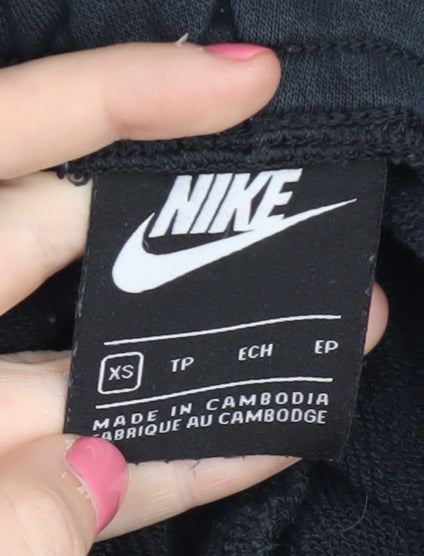 NIKE
XS TP ECH EP
MADE IN CAMBODIA
FABRIQUE AU CAMBODGE